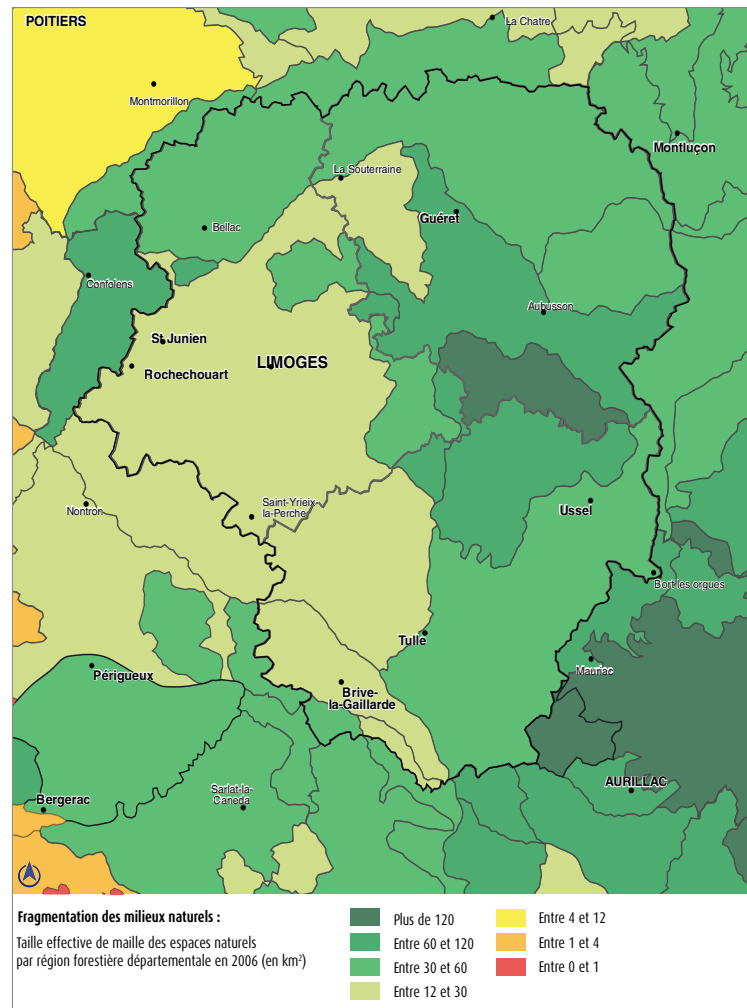 POITIERS
La Chatre
Montmorillon
Montluçon
La Souterraine
Guéret
Bellac
Confolens
Aubusson
St Junien
LIMOGES
Rochechouart
Saint-Yrieix-
la-Perche
Nontron
Ussel
Bort les orgues
Tulle
Mauriac
Périgueux
Brive-
la-Gaillarde
AURILLAC
Sarlat-la-
Caneda
Bergerac
Fragmentation des milieux naturels :
Taille effective de maille des espaces naturels
par région forestière départementale en 2006 (en km²)
Plus de 120
Entre 60 et 120
Entre 30 et 60
Entre 12 et 30
Entre 4 et 12
Entre 1 et 4
Entre 0 et 1